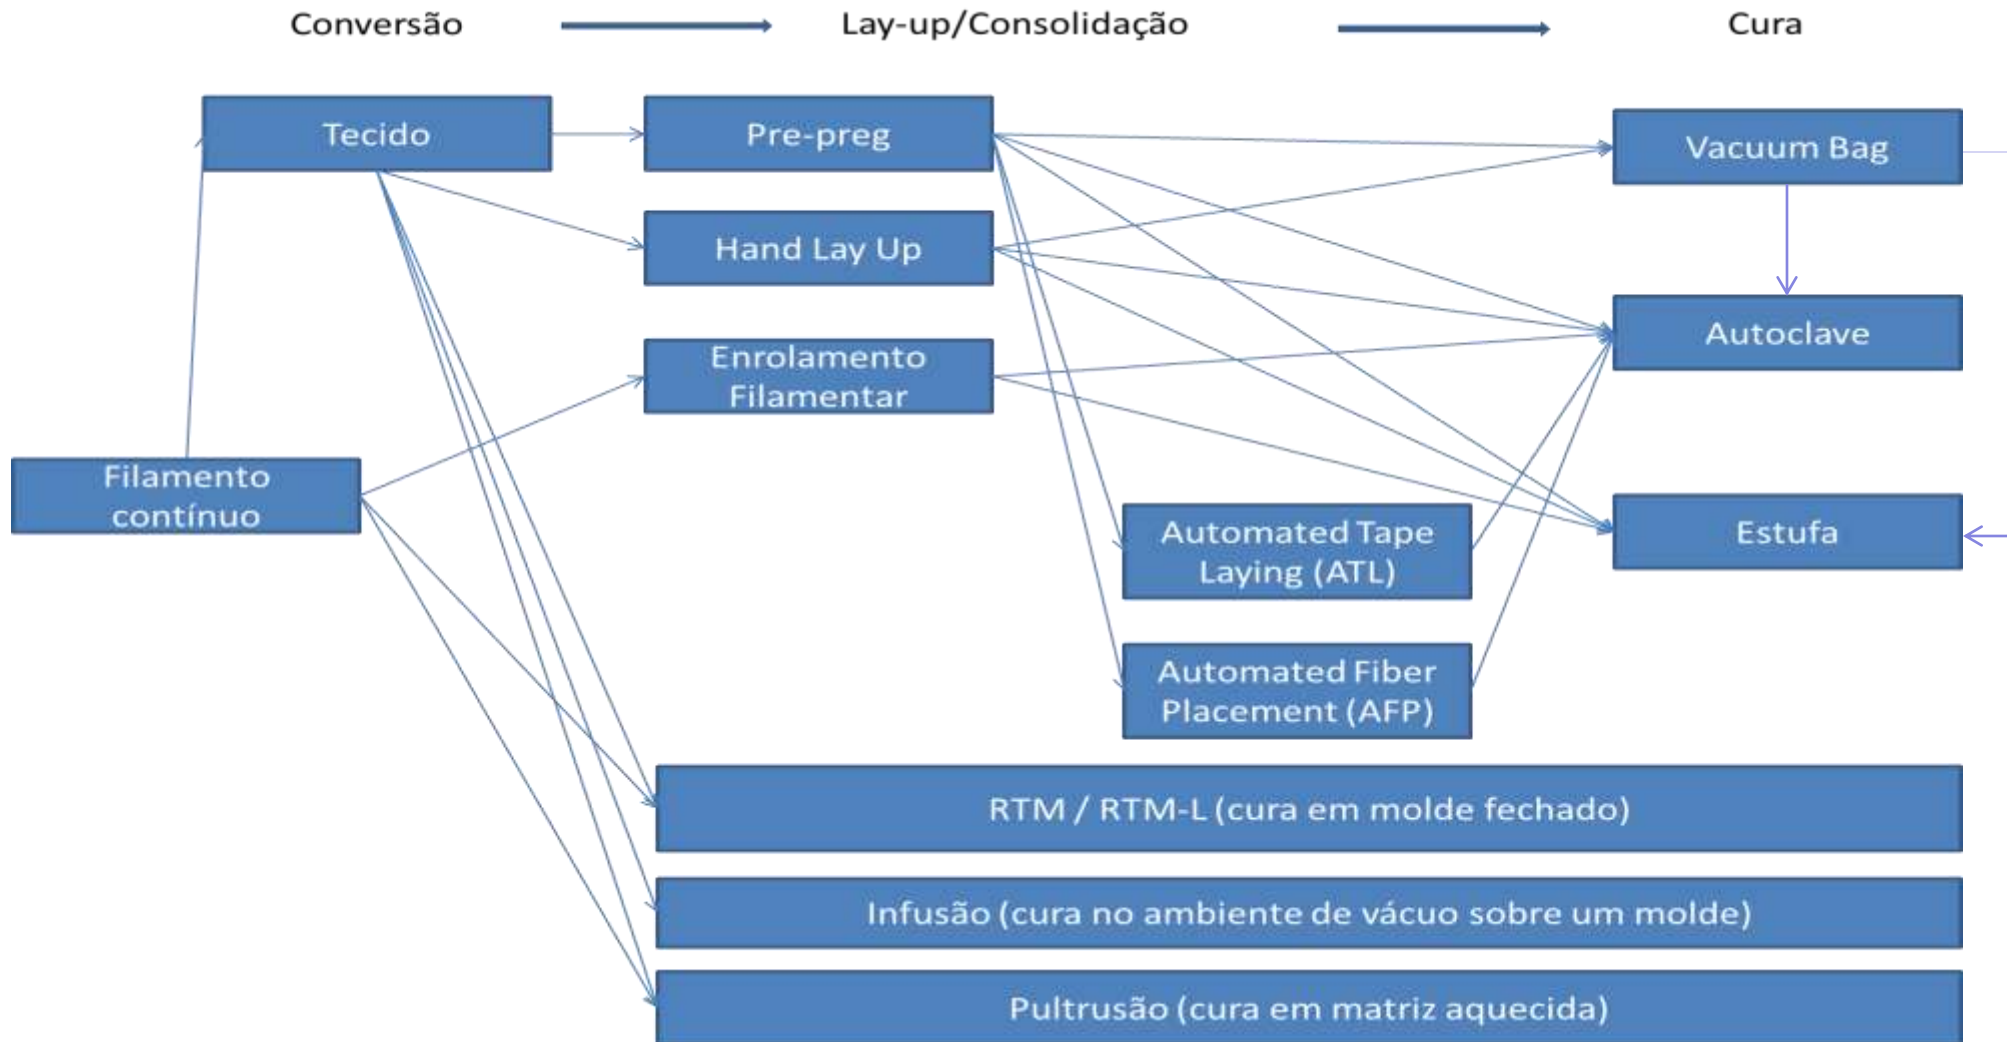 Conversão
Lay-up/Consolidação
Cura
Tecido
Pre-preg
Vacuum Bag
Hand Lay Up
Autoclave
Enrolamento
Filamentar
Filamento
contínuo
Automated Tape
Laying (ATL)
Estufa
Automated Fiber
Placement (AFP)
RTM / RTM-L (cura em molde fechado)
Infusão (cura no ambiente de vácuo sobre um molde)
Pultrusão (cura em matriz aquecida)